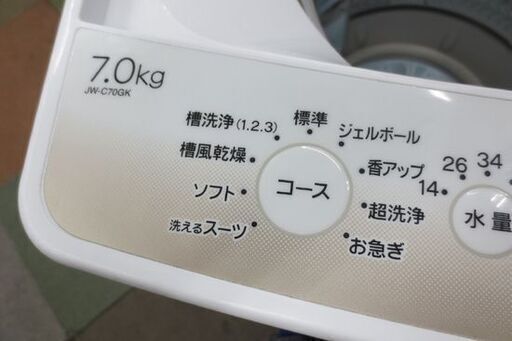 7.0kg
JW-C70GK
標準
槽洗浄(1.2.3)
ジェルボール
槽風乾燥
香アップ
ソフト
コース
超洗浄
洗えるスーツ
お急ぎ
14
26
34
水量